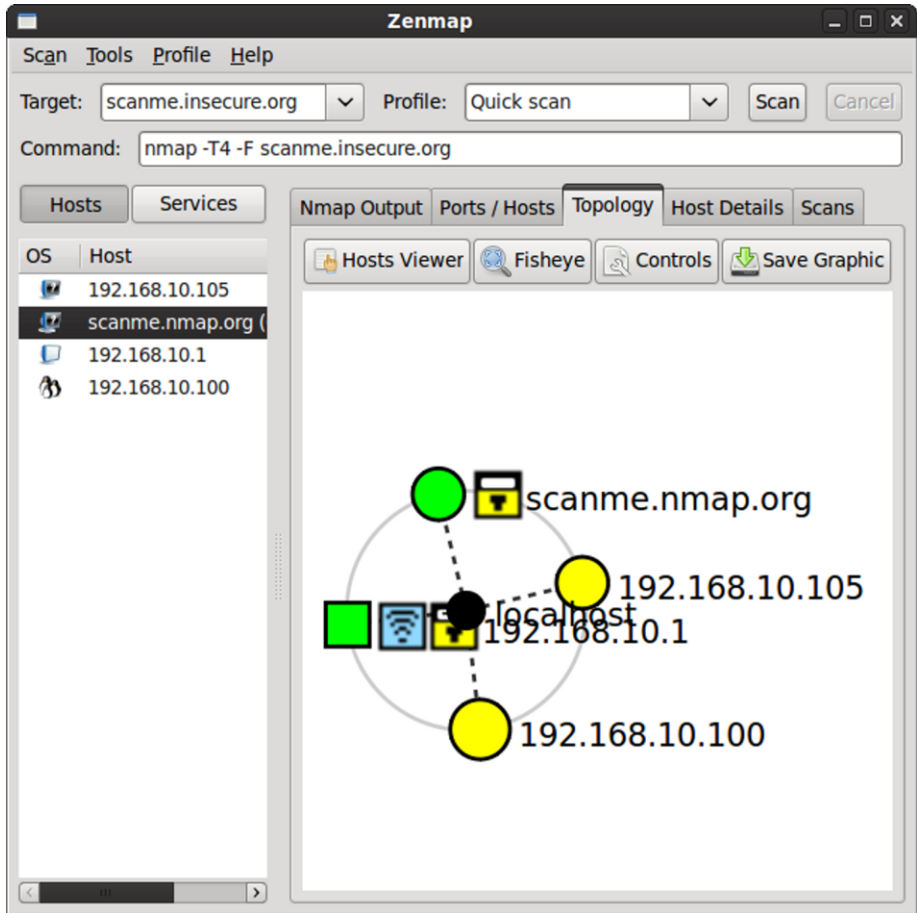 Zenmap
Scan Tools Profile Help
Target: scanme.insecure.org Profile: Quick scan Scan Cancel
Command: nmap -T4 -F scanme.insecure.org
Hosts Services
Nmap Output Ports / Hosts Topology Host Details Scans
OS Host
Hosts Viewer Fisheye Controls Save Graphic
192.168.10.105
scanme.nmap.org (
192.168.10.1
192.168.10.100
scanme.nmap.org
192.168.10.105
localhost
192.168.10.1
192.168.10.100